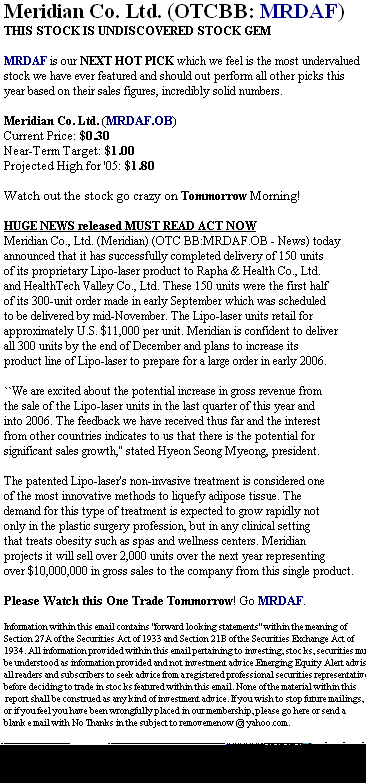 Meridian Co. Ltd. (OTCBB: MRDAF)
THIS STOCK IS UNDISCOVERED STOCK GEM
MRDAF is our NEXT HOT PICK which we feel is the most undervalued
stock we have ever featured and should out perform all other picks this
year based on their sales figures, incredibly solid numbers.
Meridian Co. Ltd. (MRDAF.OB)
Current Price: $0.30
Near-Term Target: $1.00
Projected High for '05: $1.80
Watch out the stock go crazy on Tommorrow Morning!
HUGE NEWS released MUST READ ACT NOW
Meridian Co., Ltd. (Meridian) (OTC BB:MRDAF.OB - News) today
announced that it has successfully completed delivery of 150 units
of its proprietary Lipo-laser product to Rapha & Health Co., Ltd.
and HealthTech Valley Co., Ltd. These 150 units were the first half
of its 300-unit order made in early September which was scheduled
to be delivered by mid-November. The Lipo-laser units retail for
approximately U.S. $11,000 per unit. Meridian is confident to deliver
all 300 units by the end of December and plans to increase its
product line of Lipo-laser to prepare for a large order in early 2006.
``We are excited about the potential increase in gross revenue from
the sale of the Lipo-laser units in the last quarter of this year and
into 2006. The feedback we have received thus far and the interest
from other countries indicates to us that there is the potential for
significant sales growth,'' stated Hyeon Seong Myeong, president.
The patented Lipo-laser's non-invasive treatment is considered one
of the most innovative methods to liquefy adipose tissue. The
demand for this type of treatment is expected to grow rapidly not
only in the plastic surgery profession, but in any clinical setting
that treats obesity such as spas and wellness centers. Meridian
projects it will sell over 2,000 units over the next year representing
over $10,000,000 in gross sales to the company from this single product.
Please Watch this One Trade Tommorrow! Go MRDAF.
Information within this email contains "forward looking statements" within the meaning of
Section 27A of the Securities Act of 1933 and Section 21B of the Securities Exchange Act of
1934. All information provided within this email pertaining to investing, stocks, securities mu
be understood as information provided and not investment advice.Emerging Equity Alert advis
all readers and subscribers to seek advice from a registered professional securities representative
before deciding to trade in stocks featured within this email. None of the material within this
report shall be construed as any kind of investment advice. If you wish to stop future mailings,
or if you feel you have been wrongfully placed in our membership, please go here or send a
blank email with No Thanks in the subject to removemenow @ yahoo.com.